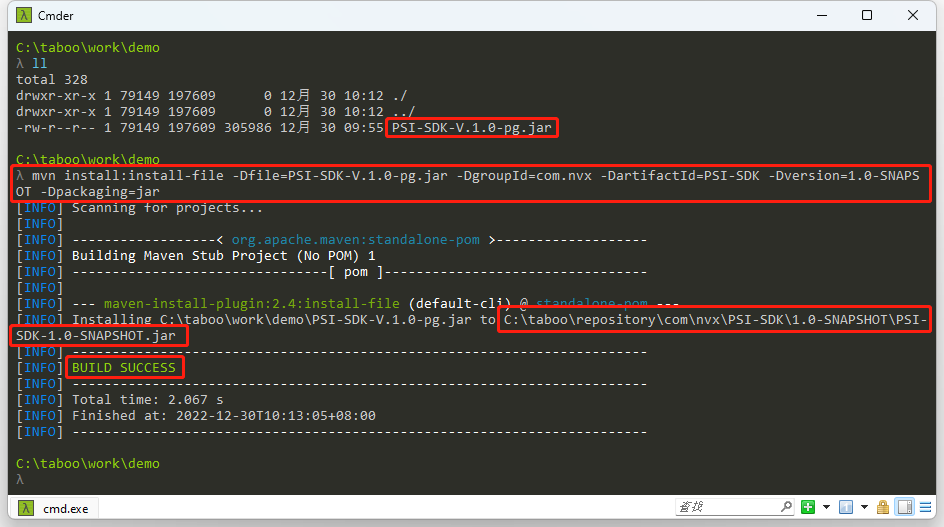 Cmder
C:\taboo\work\demo
λ ll
total 328
drwxr-xr-x 1 79149 197609      0 12月 30 10:12 ./
drwxr-xr-x 1 79149 197609      0 12月 30 10:12 ../
-rw-r--r-- 1 79149 197609 305986 12月 30 09:55 PSI-SDK-V.1.0-pg.jar
C:\taboo\work\demo
λ mvn install:install-file -Dfile=PSI-SDK-V.1.0-pg.jar -DgroupId=com.nvx -DartifactId=PSI-SDK -Dversion=1.0-SNAPS
OT -Dpackaging=jar
[INFO] Scanning for projects...
[INFO]
[INFO] ------------------< org.apache.maven:standalone-pom >-------------------
[INFO] Building Maven Stub Project (No POM) 1
[INFO] --------------------------------[ pom ]---------------------------------
[INFO]
[INFO] --- maven-install-plugin:2.4:install-file (default-cli) @ standalone-pom ---
[INFO] Installing C:\taboo\work\demo\PSI-SDK-V.1.0-pg.jar to C:\taboo\repository\com\nvx\PSI-SDK\1.0-SNAPSHOT\PSI-
SDK-1.0-SNAPSHOT.jar
[INFO] ------------------------------------------------------------------------
[INFO] BUILD SUCCESS
[INFO] ------------------------------------------------------------------------
[INFO] Total time: 2.067 s
[INFO] Finished at: 2022-12-30T10:13:05+08:00
[INFO] ------------------------------------------------------------------------
C:\taboo\work\demo
λ
λ cmd.exe
查找